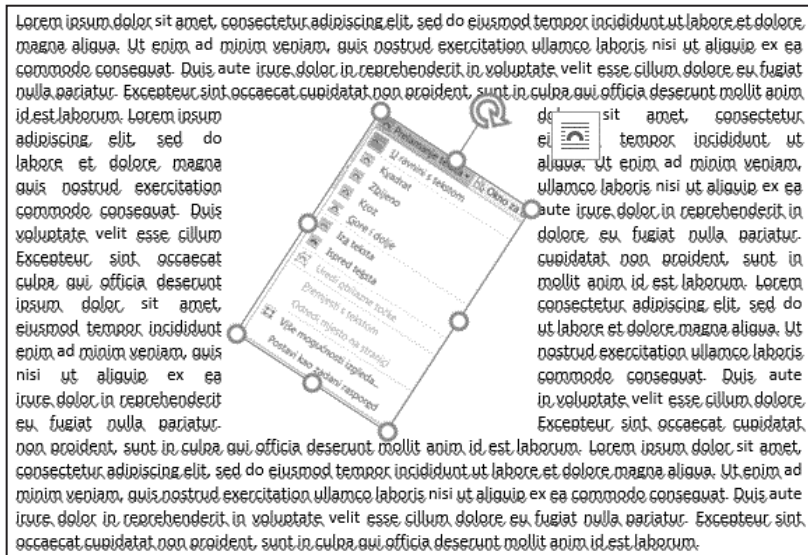 Lorem ipsum dolor sit amet, consectetur adipiscing elit, sed do eiusmod tempor incididunt ut labore et dolore
magna aliqua. Ut enim ad minim veniam, quis nostrud exercitation ullamco laboris nisi ut aliquip ex ea
commodo consequat. Duis aute irure dolor in reprehenderit in voluptate velit esse cillum dolore eu fugiat
nulla pariatur. Excepteur sint occaecat cupidatat non proident, sunt in culpa qui officia deserunt mollit anim
id est laborum. Lorem ipsum
adipiscing elit, sed do
labore et dolore magna
quis nostrud exercitation
commodo consequat. Duis
voluptate velit esse cillum
Excepteur sint occaecat
culpa qui officia deserunt
ipsum dolor sit amet,
eiusmod tempor incididunt
enim ad minim veniam, quis
nisi ut aliquip ex ea
irure dolor in reprehenderit
eu fugiat nulla pariatur.
Prelamanje teksta
Okno za
U ravnini s tekstom
Kvadrat
Zbijeno
Kroz
Gore i dolje
Iza teksta
Ispred teksta
Uredi obilazne točke
Premjesti s tekstom
Odredi mjesto na stranici
Više mogućnosti izgleda...
Postavi kao zadani raspored
sit amet, consectetur
tempor incididunt ut
aliqua. Ut enim ad minim veniam,
ullamco laboris nisi ut aliquip ex ea
aute irure dolor in reprehenderit in
dolore eu fugiat nulla pariatur.
cupidatat non proident, sunt in
mollit anim id est laborum. Lorem
consectetur adipiscing elit, sed do
ut labore et dolore magna aliqua. Ut
nostrud exercitation ullamco laboris
commodo consequat. Duis aute
in voluptate velit esse cillum dolore
Excepteur sint occaecat cupidatat
non proident, sunt in culpa qui officia deserunt mollit anim id est laborum. Lorem ipsum dolor sit amet,
consectetur adipiscing elit, sed do eiusmod tempor incididunt ut labore et dolore magna aliqua. Ut enim ad
minim veniam, quis nostrud exercitation ullamco laboris nisi ut aliquip ex ea commodo consequat. Duis aute
irure dolor in reprehenderit in voluptate velit esse cillum dolore eu fugiat nulla pariatur. Excepteur sint
occaecat cupidatat non proident, sunt in culpa qui officia deserunt mollit anim id est laborum.